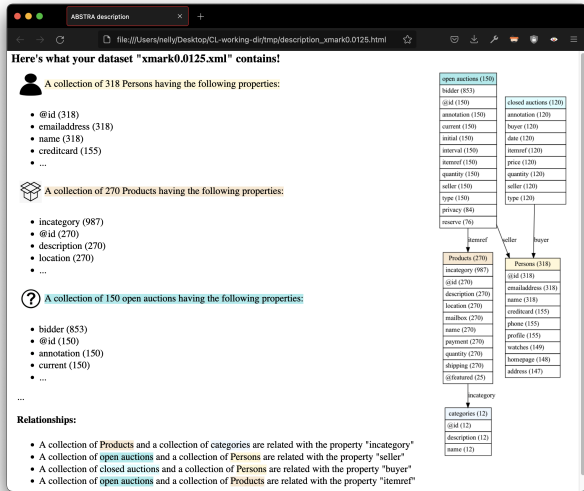 ABSTRA description
file:///Users/nelly/Desktop/CL-working-dir/tmp/description_xmark0.0125.html
Here's what your dataset "xmark0.0125.xml" contains!
A collection of 318 Persons having the following properties:
@id (318)
emailaddress (318)
name (318)
creditcard (155)
...
A collection of 270 Products having the following properties:
incategory (987)
@id (270)
description (270)
location (270)
...
A collection of 150 open auctions having the following properties:
bidder (853)
@id (150)
annotation (150)
current (150)
...
...
Relationships:
A collection of Products and a collection of categories are related with the property "incategory"
A collection of open auctions and a collection of Persons are related with the property "seller"
A collection of closed auctions and a collection of Persons are related with the property "buyer"
A collection of open auctions and a collection of Products are related with the property "itemref"
open auctions (150)
bidder (853)
@id (150)
annotation (150)
current (150)
initial (150)
interval (150)
itemref (150)
quantity (150)
seller (150)
type (150)
privacy (84)
reserve (76)
closed auctions (120)
annotation (120)
buyer (120)
date (120)
itemref (120)
price (120)
quantity (120)
seller (120)
type (120)
itemref
seller
buyer
Products (270)
incategory (987)
@id (270)
description (270)
location (270)
mailbox (270)
name (270)
payment (270)
quantity (270)
shipping (270)
@featured (25)
Persons (318)
@id (318)
emailaddress (318)
name (318)
creditcard (155)
phone (155)
profile (155)
watches (149)
homepage (148)
address (147)
incategory
categories (12)
@id (12)
description (12)
name (12)